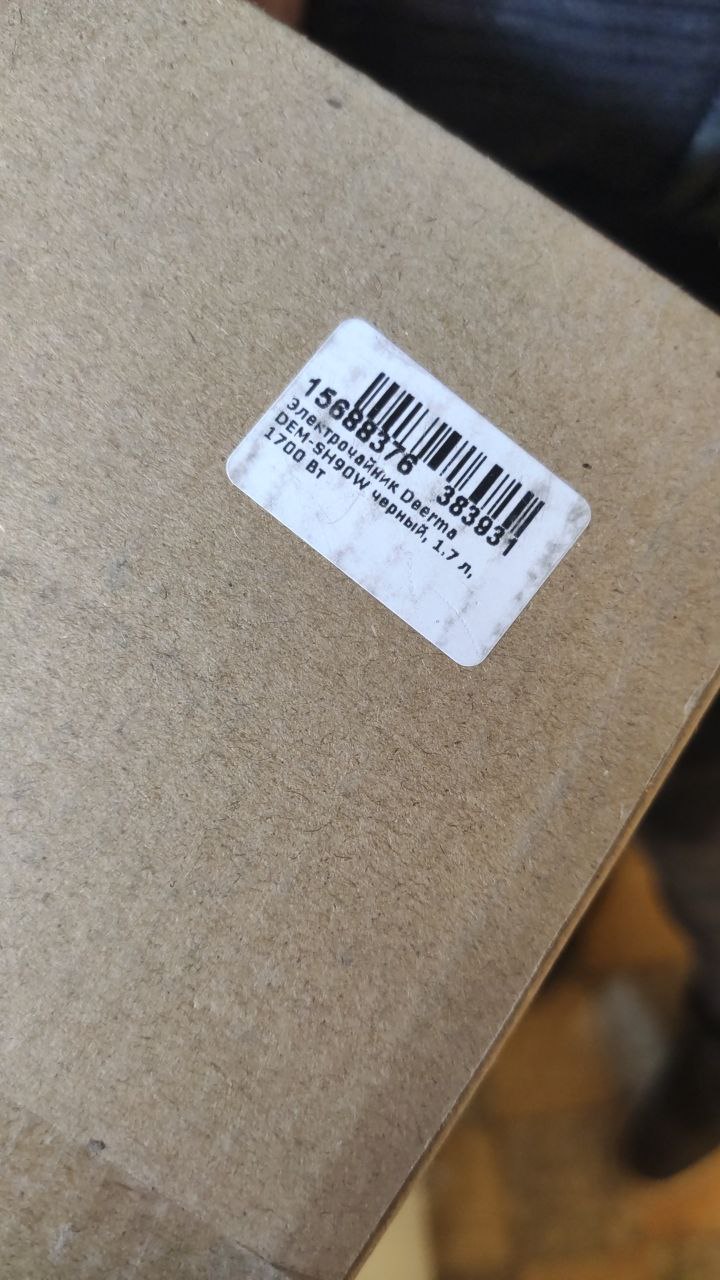 15688376 383931
Электрочайник Deerma
DEM-SH90W черный, 1.7 л,
1700 Вт